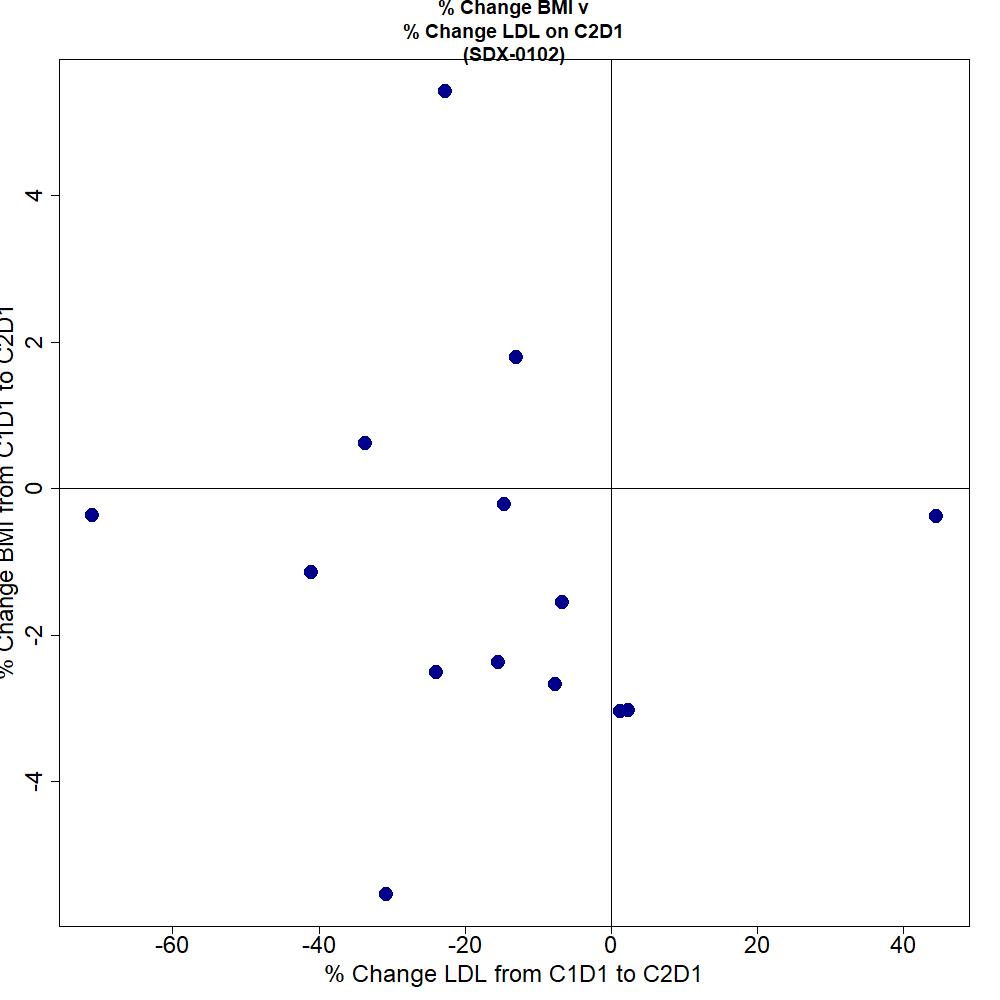 % Change BMI v
% Change LDL on C2D1
(SDX-0102)
% Change BMI from C1D1 to C2D1
4
2
0
-2
-4
-60
-40
-20
0
20
40
% Change LDL from C1D1 to C2D1